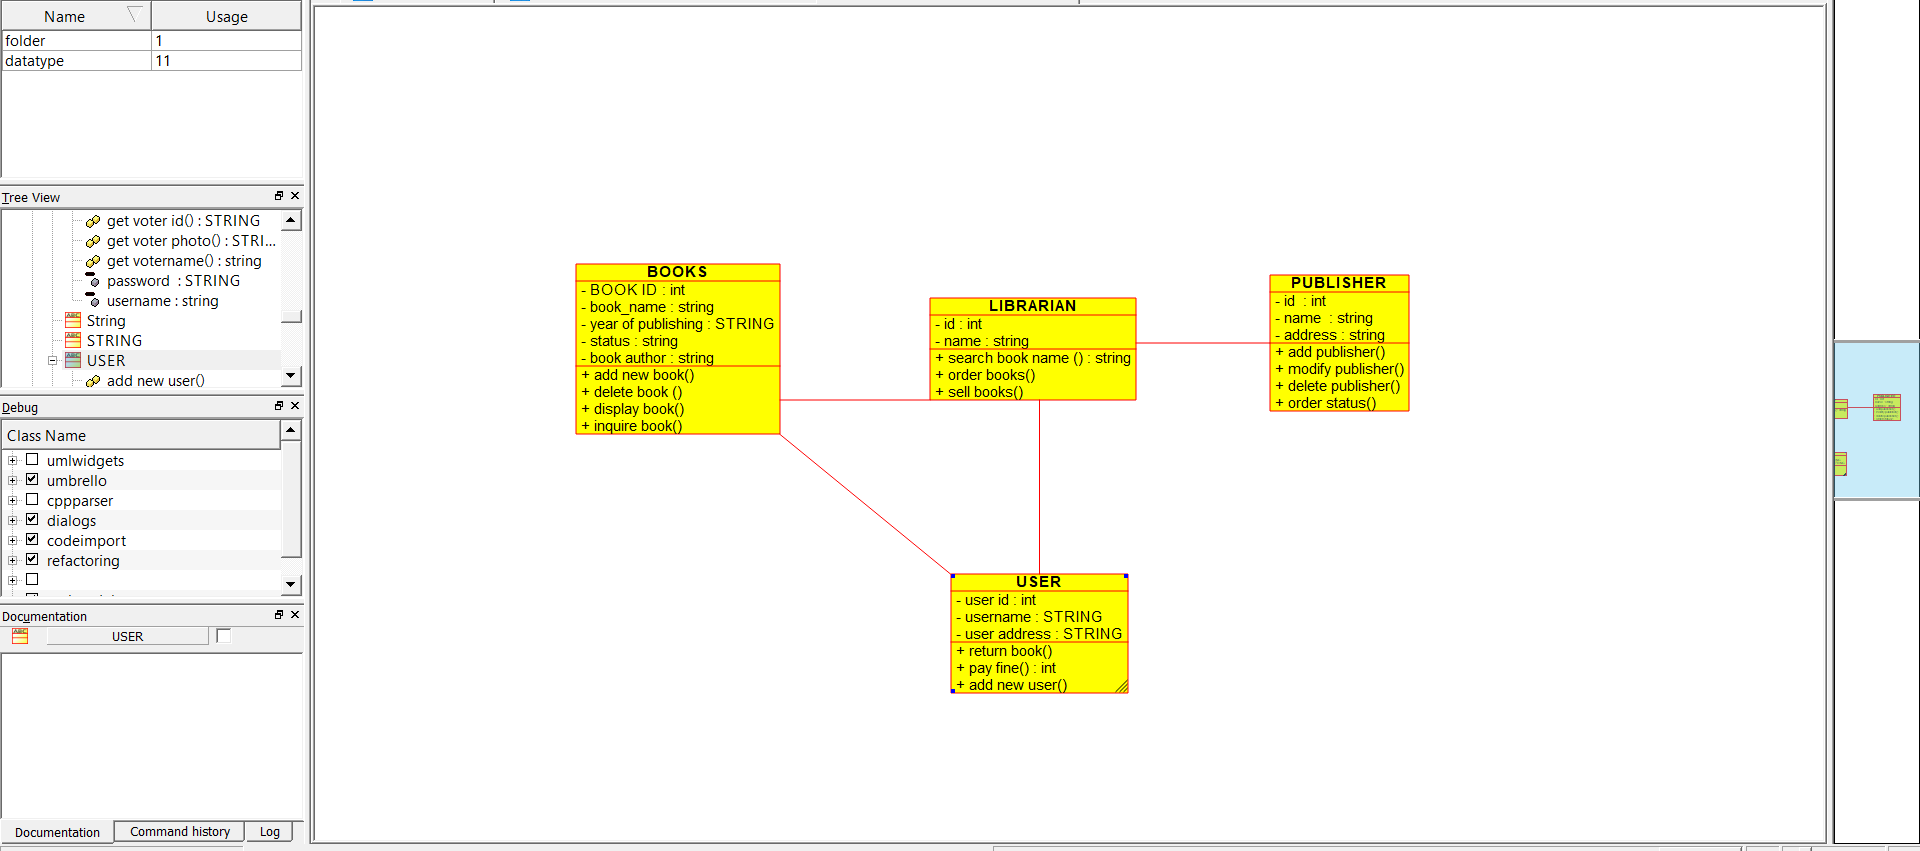 Name Usage
folder 1
datatype 11
Tree View
get voter id() : STRING
get voter photo() : STRI...
get votername() : string
password : STRING
username : string
String
STRING
USER
add new user()
Debug
Class Name
umlwidgets
umbrello
cppparser
dialogs
codeimport
refactoring
Documentation
USER
Documentation Command history Log
BOOKS
- BOOK ID : int
- book_name : string
- year of publishing : STRING
- status : string
- book author : string
+ add new book()
+ delete book ()
+ display book()
+ inquire book()
LIBRARIAN
- id : int
- name : string
+ search book name () : string
+ order books()
+ sell books()
PUBLISHER
- id : int
- name : string
- address : string
+ add publisher()
+ modify publisher()
+ delete publisher()
+ order status()
USER
- user id : int
- username : STRING
- user address : STRING
+ return book()
+ pay fine() : int
+ add new user()